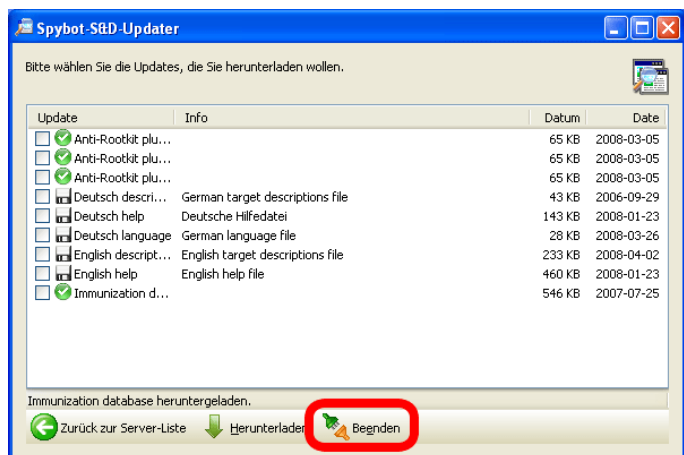 Spybot-S&D-Updater
Bitte wählen Sie die Updates, die Sie herunterladen wollen.
Update Info Datum Date
Anti-Rootkit plu... 65 KB 2008-03-05
Anti-Rootkit plu... 65 KB 2008-03-05
Anti-Rootkit plu... 65 KB 2008-03-05
Deutsch descri... German target descriptions file 43 KB 2006-09-29
Deutsch help Deutsche Hilfedatei 143 KB 2008-01-23
Deutsch language German language file 28 KB 2008-03-26
English descript... English target descriptions file 233 KB 2008-04-02
English help English help file 460 KB 2008-01-23
Immunization d... 546 KB 2007-07-25
Immunization database heruntergeladen.
Zurück zur Server-Liste Herunterladen Beenden